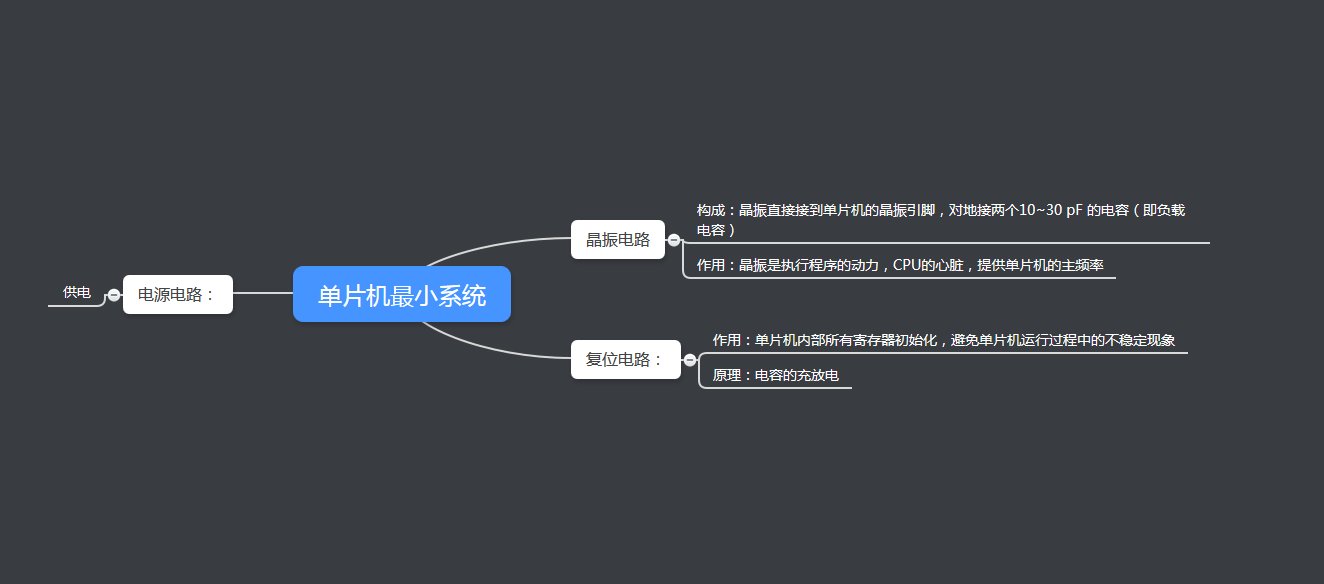 构成：晶振直接接到单片机的晶振引脚，对地接两个10~30 pF 的电容（即负载
电容）
晶振电路
作用：晶振是执行程序的动力，CPU的心脏，提供单片机的主频率
供电
电源电路：
单片机最小系统
作用：单片机内部所有寄存器初始化，避免单片机运行过程中的不稳定现象
复位电路：
原理：电容的充放电